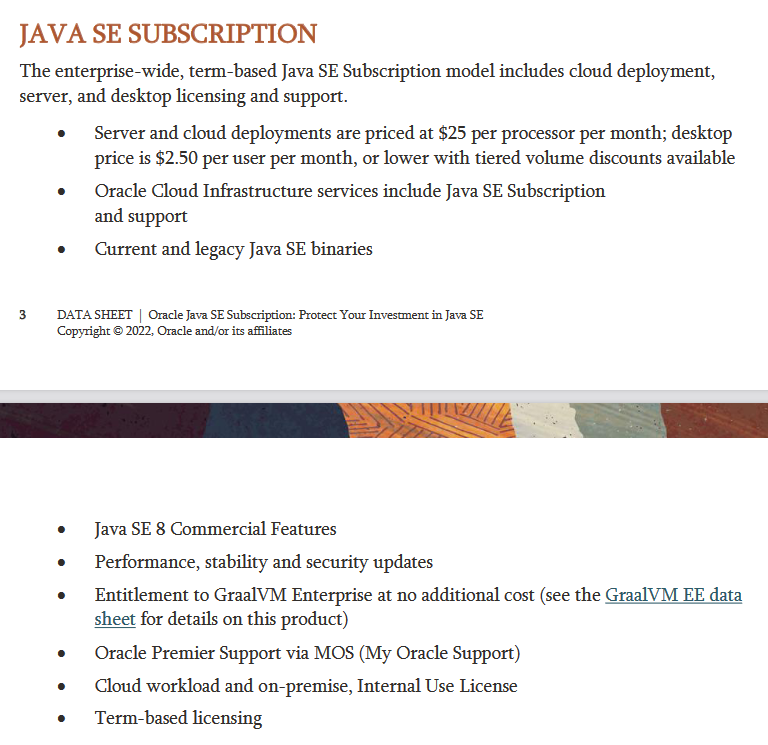 JAVA SE SUBSCRIPTION
The enterprise-wide, term-based Java SE Subscription model includes cloud deployment,
server, and desktop licensing and support.
• Server and cloud deployments are priced at $25 per processor per month; desktop
price is $2.50 per user per month, or lower with tiered volume discounts available
• Oracle Cloud Infrastructure services include Java SE Subscription
and support
• Current and legacy Java SE binaries
3 DATA SHEET | Oracle Java SE Subscription: Protect Your Investment in Java SE
Copyright © 2022, Oracle and/or its affiliates
• Java SE 8 Commercial Features
• Performance, stability and security updates
• Entitlement to GraalVM Enterprise at no additional cost (see the GraalVM EE data
sheet for details on this product)
• Oracle Premier Support via MOS (My Oracle Support)
• Cloud workload and on-premise, Internal Use License
• Term-based licensing